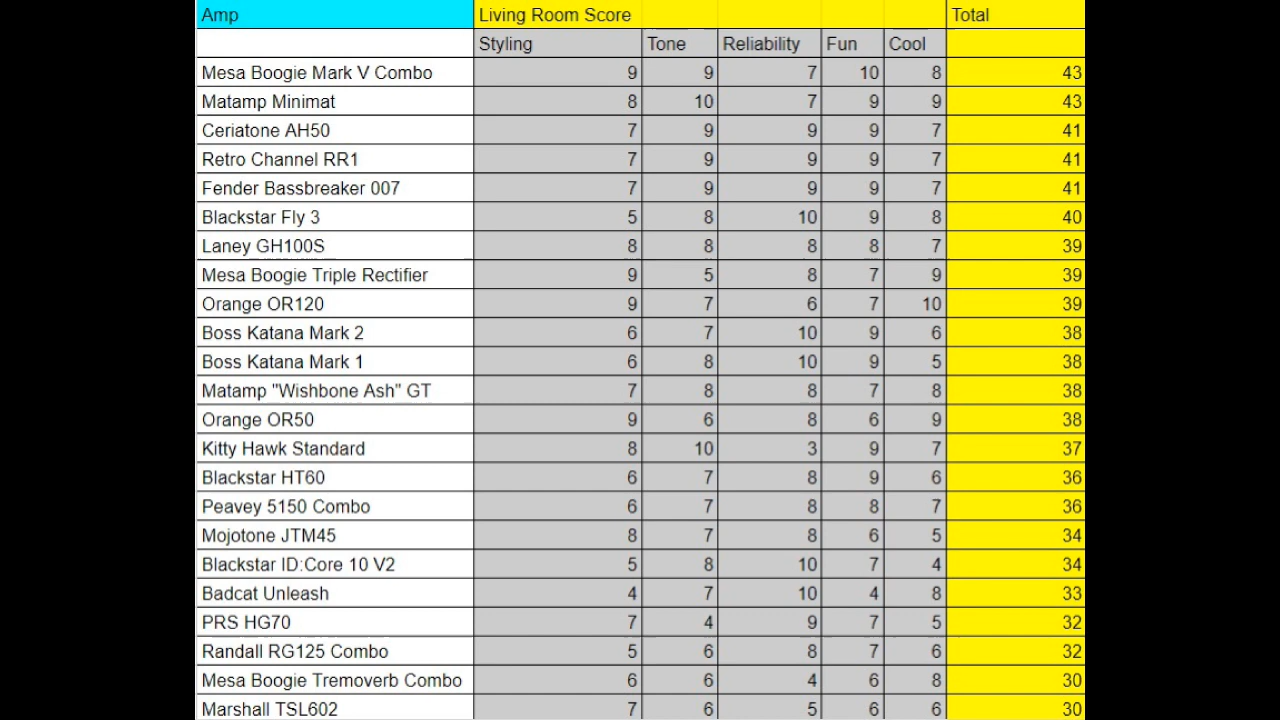 Amp Living Room Score Total
Styling Tone Reliability Fun Cool
Mesa Boogie Mark V Combo 9 9 7 10 8 43
Matamp Minimat 8 10 7 9 9 43
Ceriatone AH50 7 9 9 9 7 41
Retro Channel RR1 7 9 9 9 7 41
Fender Bassbreaker 007 7 9 9 9 7 41
Blackstar Fly 3 5 8 10 9 8 40
Laney GH100S 8 8 8 8 7 39
Mesa Boogie Triple Rectifier 9 5 8 7 9 39
Orange OR120 9 7 6 7 10 39
Boss Katana Mark 2 6 7 10 9 6 38
Boss Katana Mark 1 6 8 10 9 5 38
Matamp "Wishbone Ash" GT 7 8 8 7 8 38
Orange OR50 9 6 8 6 9 38
Kitty Hawk Standard 8 10 3 9 7 37
Blackstar HT60 6 7 8 9 6 36
Peavey 5150 Combo 6 7 8 8 7 36
Mojotone JTM45 8 7 8 6 5 34
Blackstar ID:Core 10 V2 5 8 10 7 4 34
Badcat Unleash 4 7 10 4 8 33
PRS HG70 7 4 9 7 5 32
Randall RG125 Combo 5 6 8 7 6 32
Mesa Boogie Tremoverb Combo 6 6 4 6 8 30
Marshall TSL602 7 6 5 6 6 30